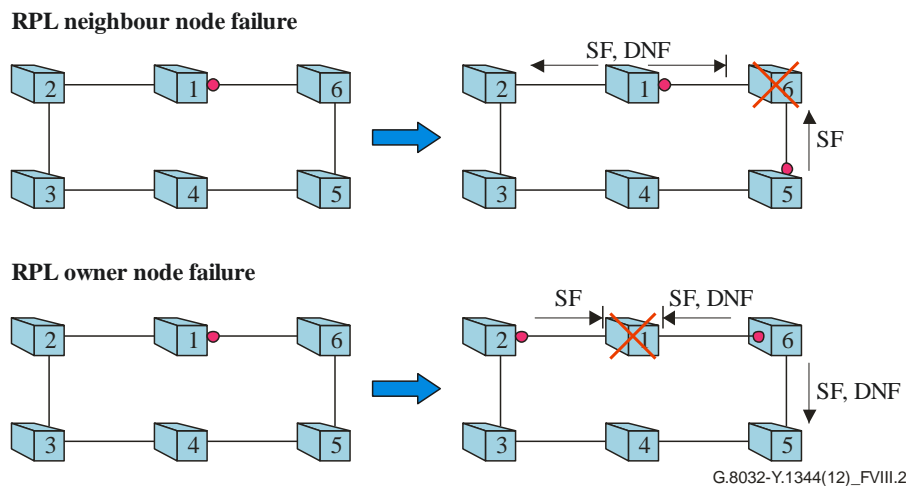 RPL neighbour node failure
SF, DNF
2 1 6 2 1 6
SF
3 4 5 3 4 5
RPL owner node failure
SF SF, DNF
2 1 6 2 1 6
SF, DNF
3 4 5 3 4 5
G.8032-Y.1344(12)_FVIII.2